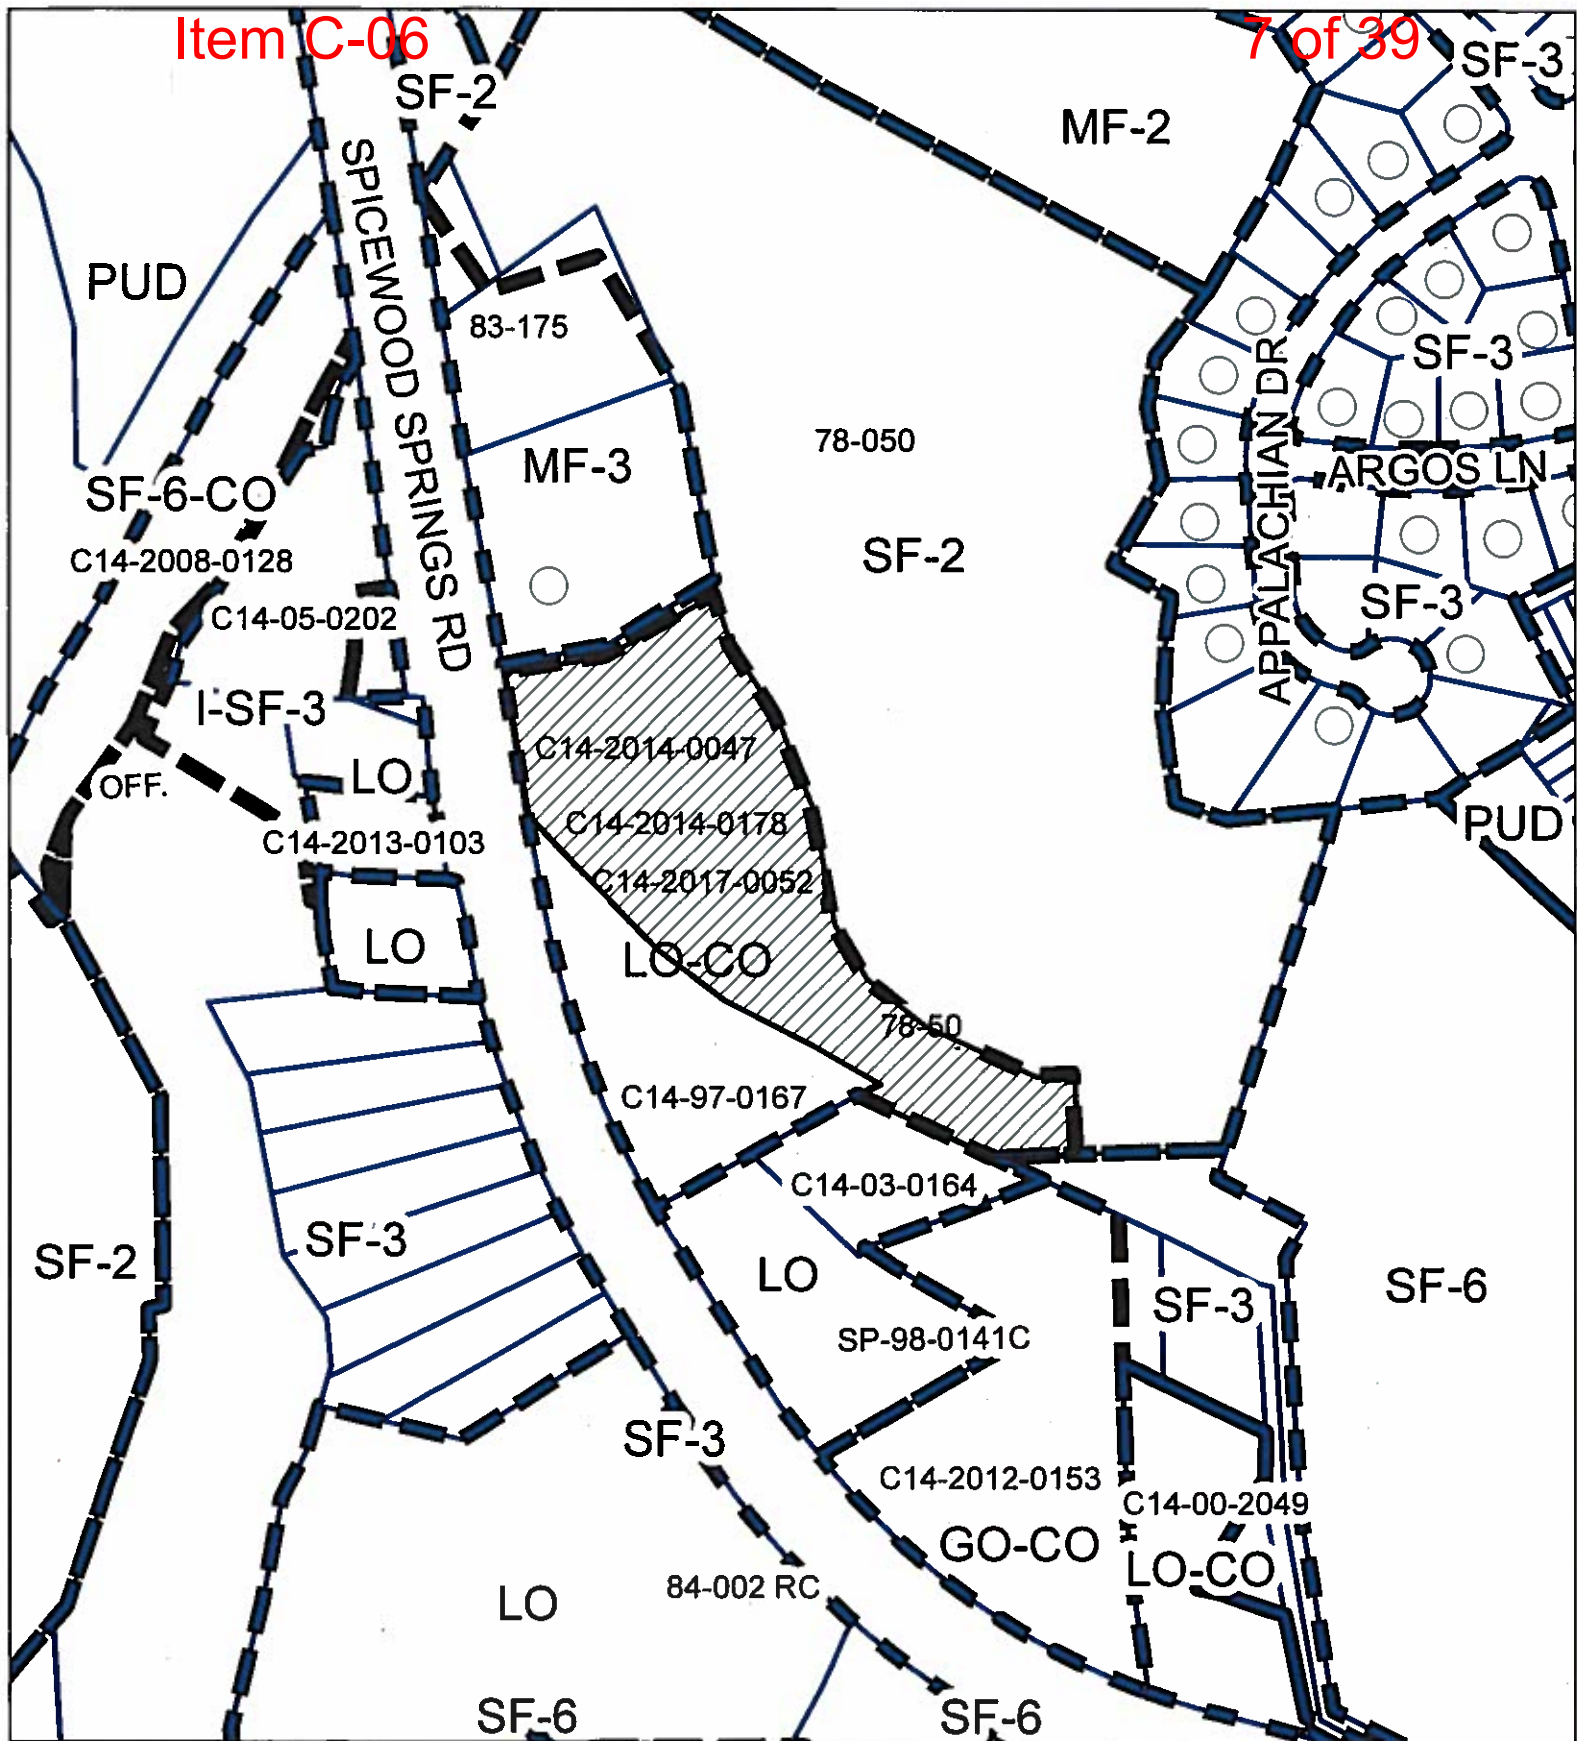 Item C-06
7 of 39
SF-3
SF-2
MF-2
SPICEWOOD SPRINGS RD
PUD
83-175
SF-3
APPALACHIAN DR
78-050
MF-3
ARGOS LN
SF-6-CO
C14-2008-0128
SF-2
C14-05-0202
SF-3
I-SF-3
C14-2014-0047
LO
OFF.
C14-2014-0178
PUD
C14-2013-0103
C14-2017-0052
LO
LO-CO
78-50
C14-97-0167
C14-03-0164
SF-3
SF-2
LO
SF-6
SF-3
SP-98-0141C
SF-3
C14-2012-0153
C14-00-2049
GO-CO
LO-CO
84-002 RC
LO
SF-6
SF-6